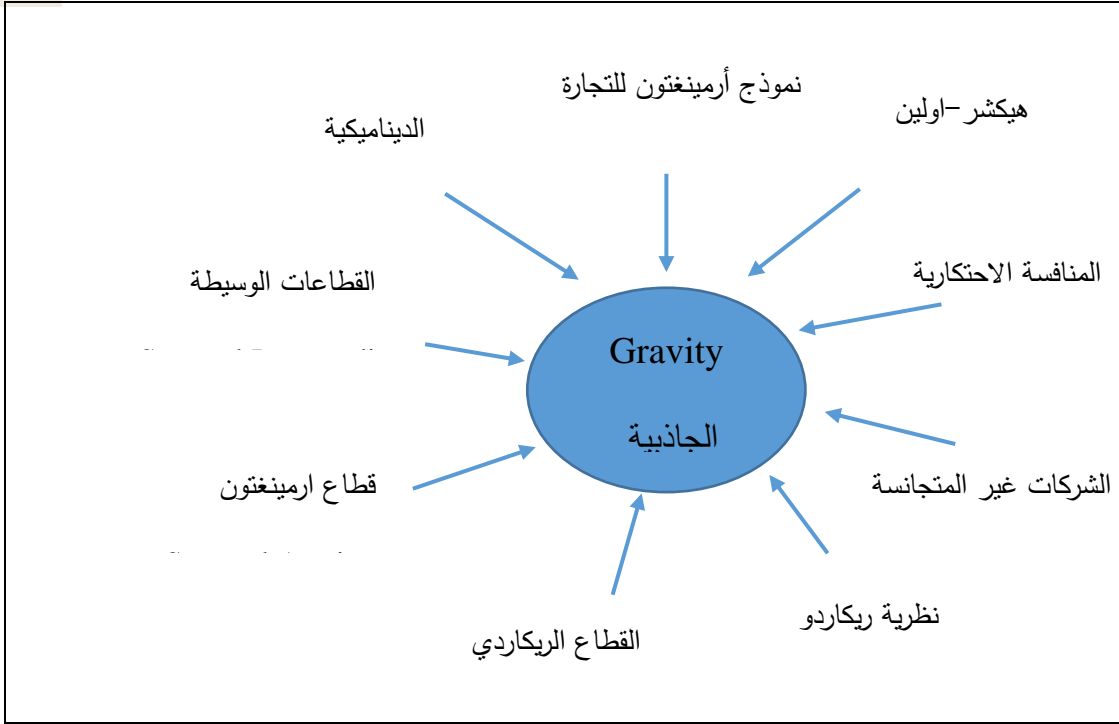 نموذج أرمينغتون للتجارة
هيكشر –اولين
الديناميكية
المنافسة الاحتكارية
القطاعات الوسيطة
Gravity
الجاذبية
الشركات غير المتجانسة
قطاع ارمينغتون
نظرية ريكاردو
القطاع الريكاردي